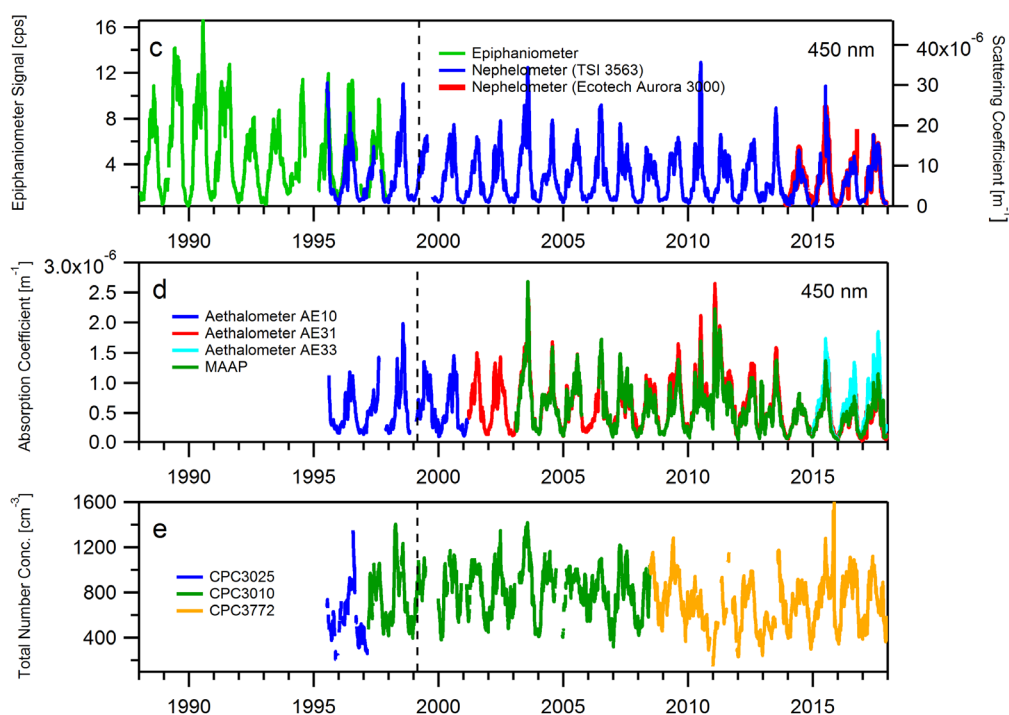 c
450 nm
Epiphaniometer Signal [cps]
16
12
8
4
Epiphaniometer
Nephelometer (TSI 3563)
Nephelometer (Ecotech Aurora 3000)
40x10-6
30
20
10
0
Scattering Coefficient [m-1]
1990 1995 2000 2005 2010 2015
d
450 nm
Absorption Coefficient [m-1]
3.0x10-6
2.5
2.0
1.5
1.0
0.5
0.0
Aethalometer AE10
Aethalometer AE31
Aethalometer AE33
MAAP
1990 1995 2000 2005 2010 2015
e
Total Number Conc. [cm-3]
1600
1200
800
400
CPC3025
CPC3010
CPC3772
1990 1995 2000 2005 2010 2015